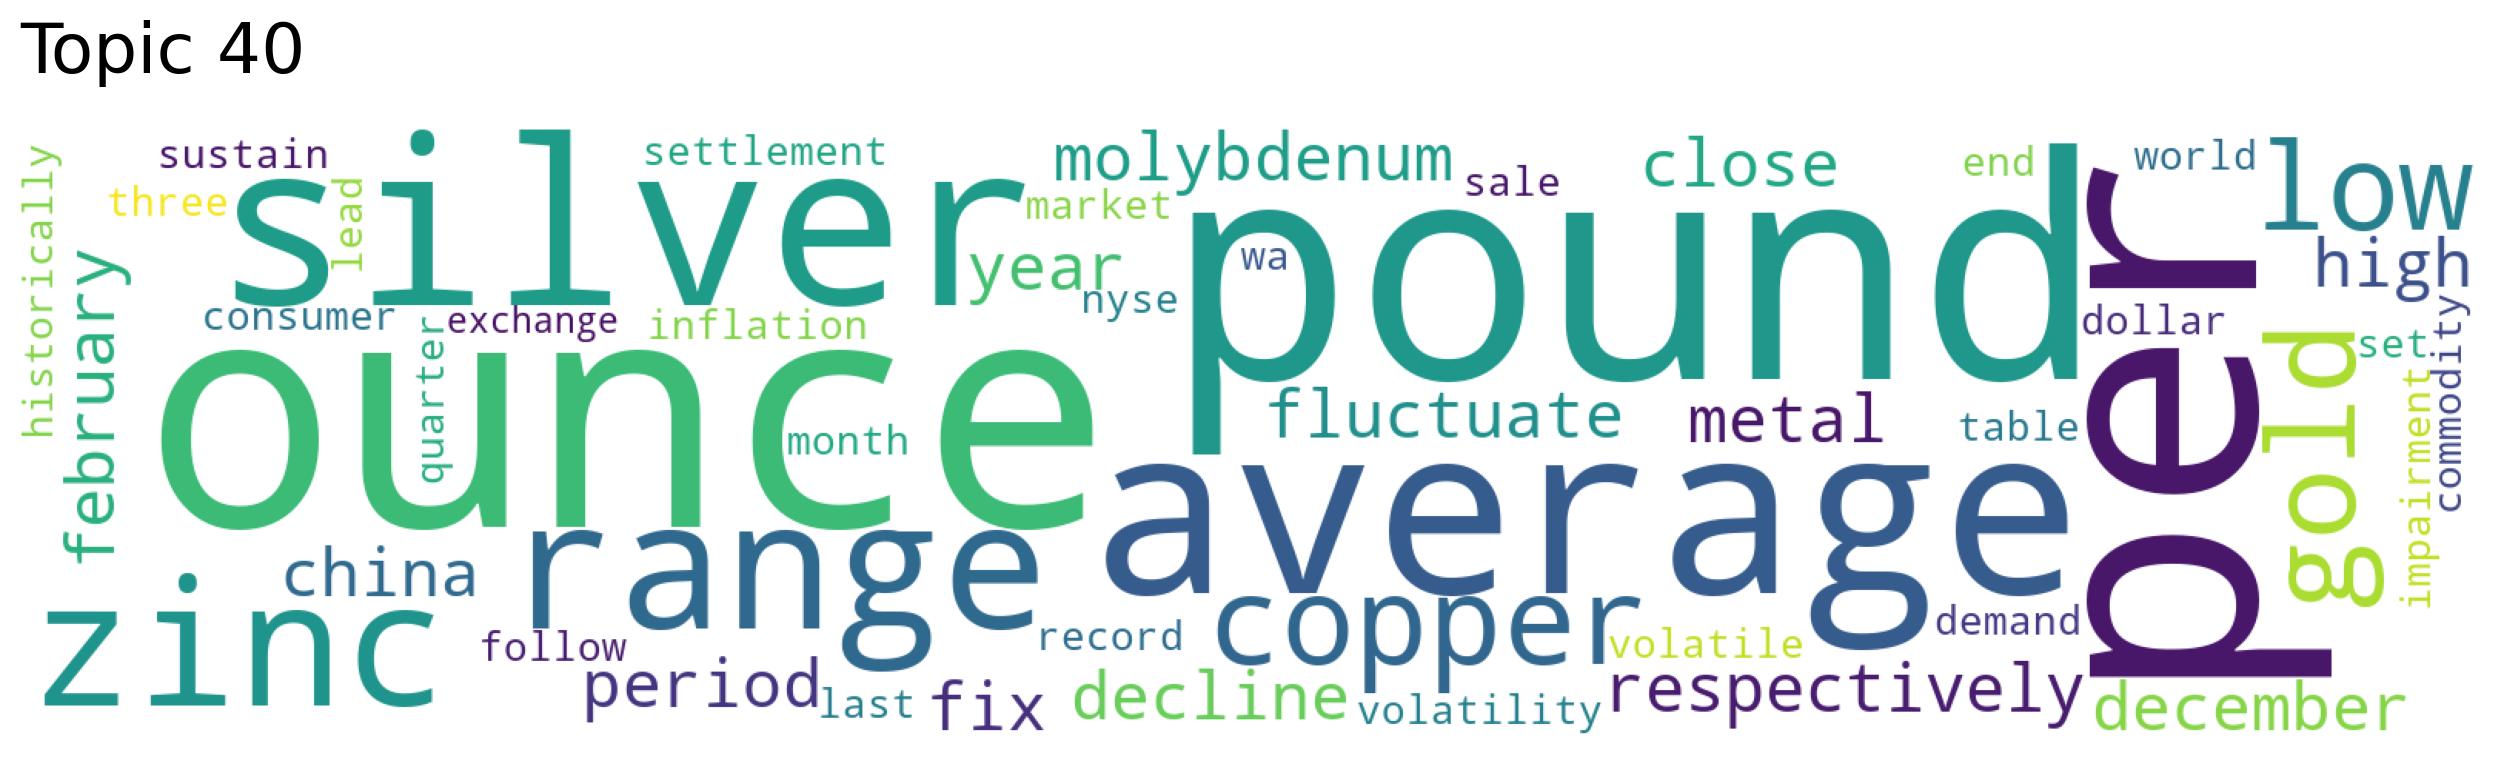 Topic 40
sustain
settlement
molybdenum
sale
close
end
world
low
historically
three
lead
silver
market
year
wa
nyse
pound
per
high
february
consumer
quarter
exchange
inflation
dollar
gold
set
commodity
ounce
month
fluctuate
metal
table
impairment
average
china
range
zinc
follow
record
copper
volatile
demand
period
last
fix
decline
volatility
respectively
december